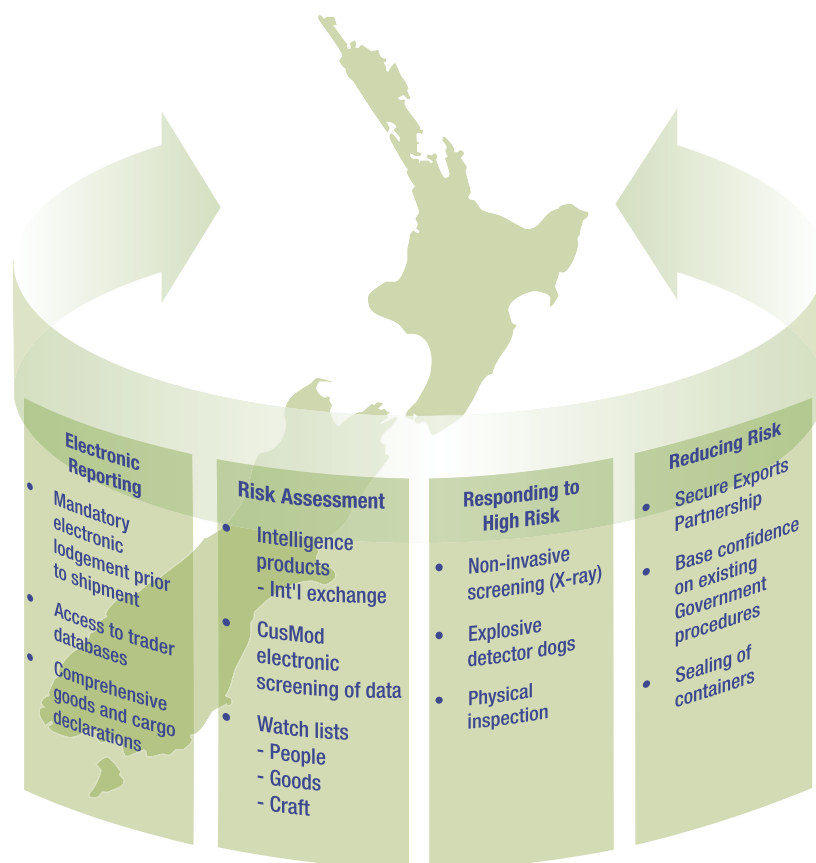 Electronic
Reporting
• Mandatory
electronic
lodgement prior
to shipment
• Access to trader
databases
• Comprehensive
goods and cargo
declarations
Risk Assessment
• Intelligence
products
- Int'l exchange
• CusMod
electronic
screening of data
• Watch lists
- People
- Goods
- Craft
Responding to
High Risk
• Non-invasive
screening (X-ray)
• Explosive
detector dogs
• Physical
inspection
Reducing Risk
• Secure Exports
Partnership
• Base confidence
on existing
Government
procedures
• Sealing of
containers